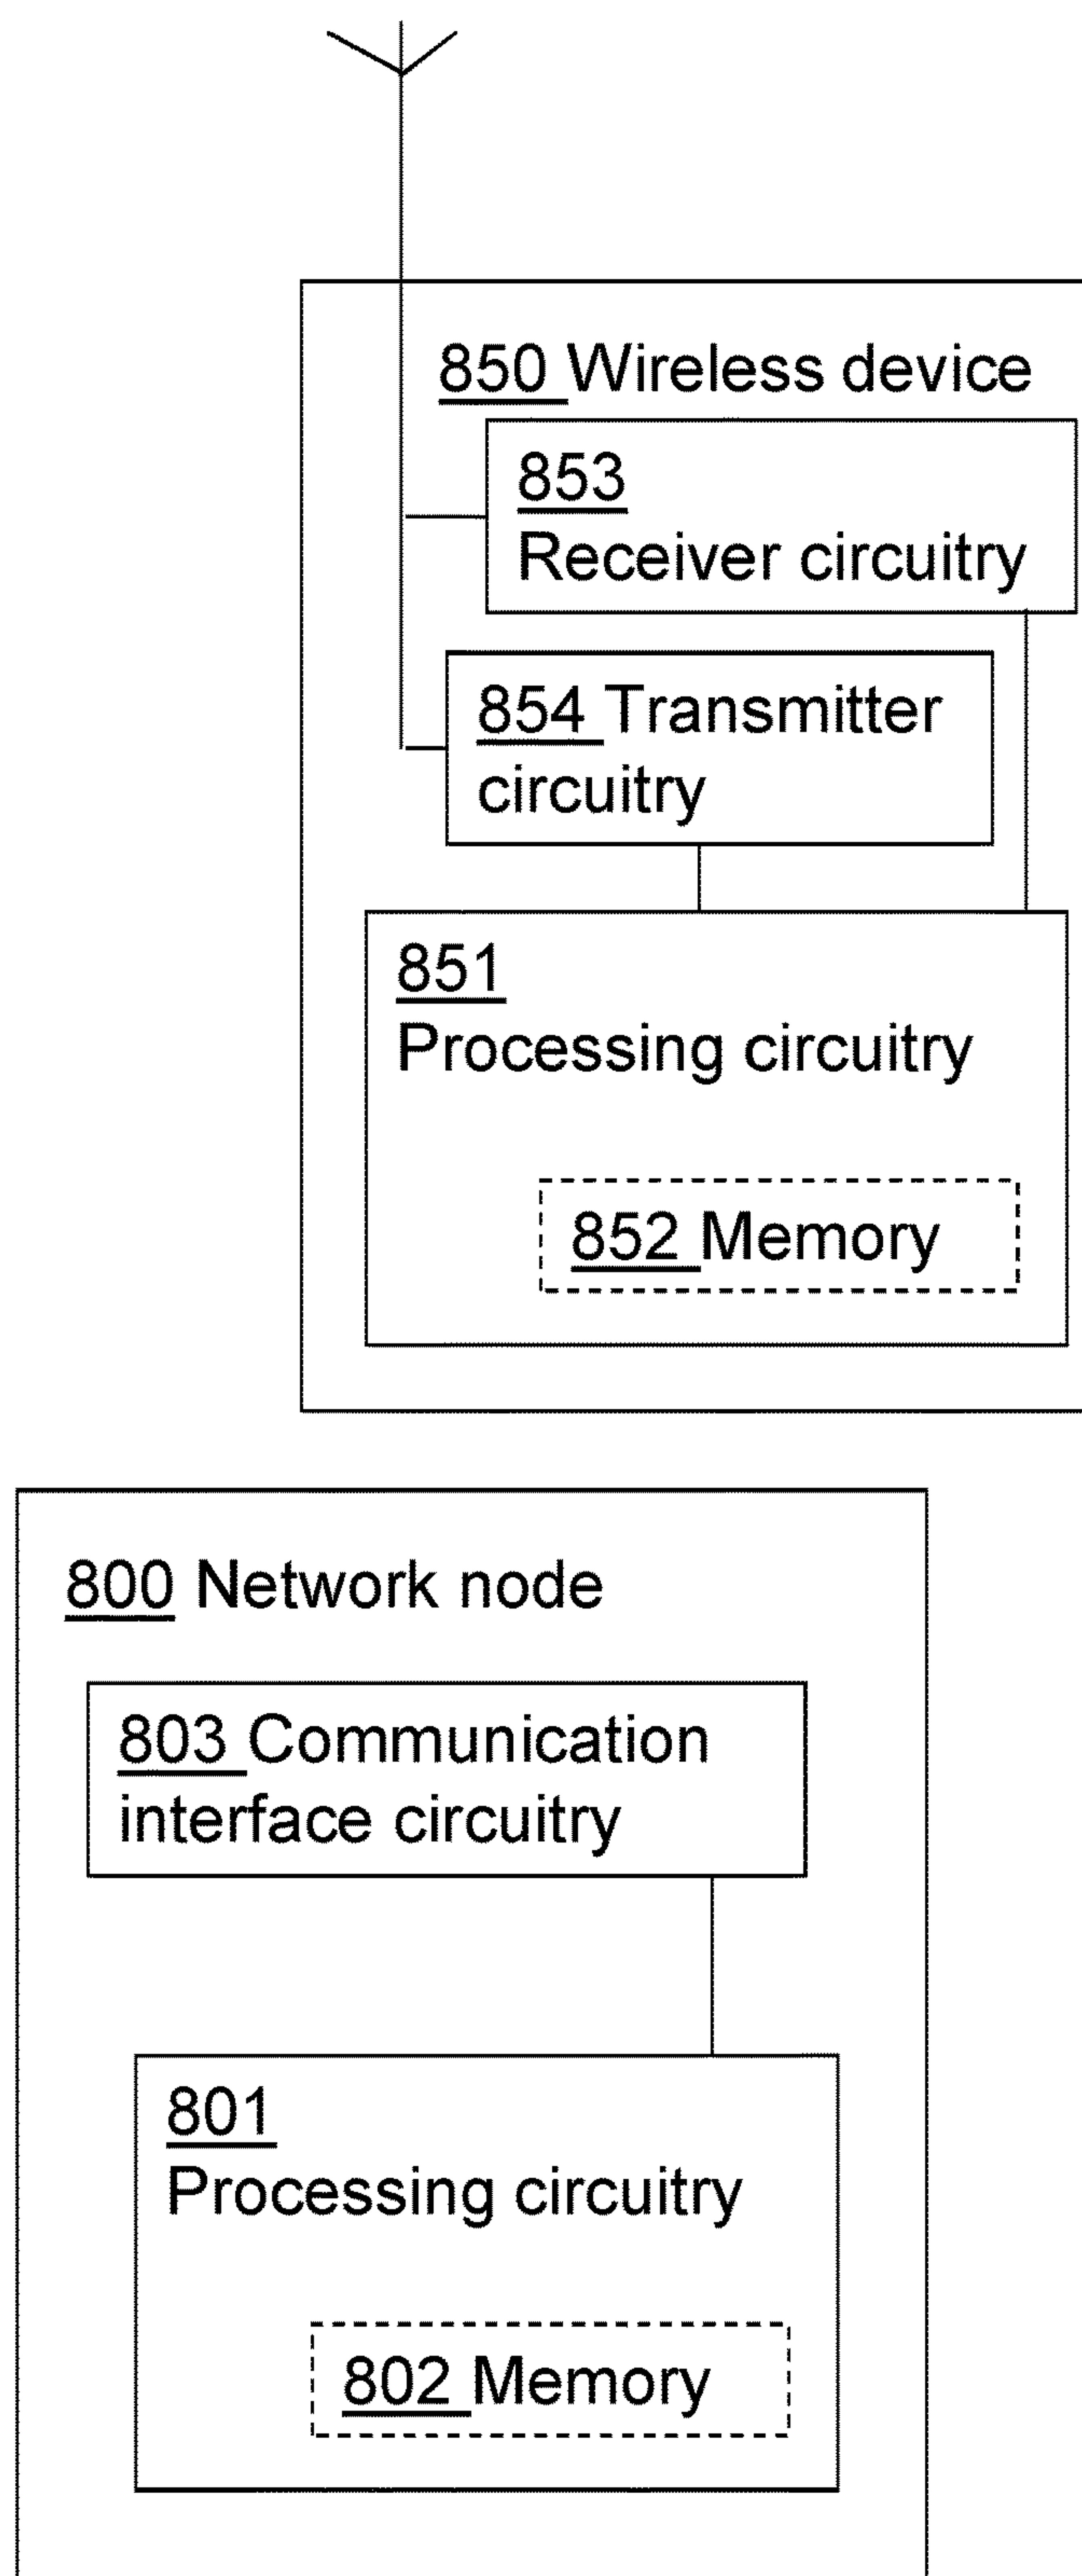 850 Wireless device
853
Receiver circuitry
854 Transmitter
circuitry
851
Processing circuitry
852 Memory
800 Network node
803 Communication
interface circuitry
801
Processing circuitry
802 Memory